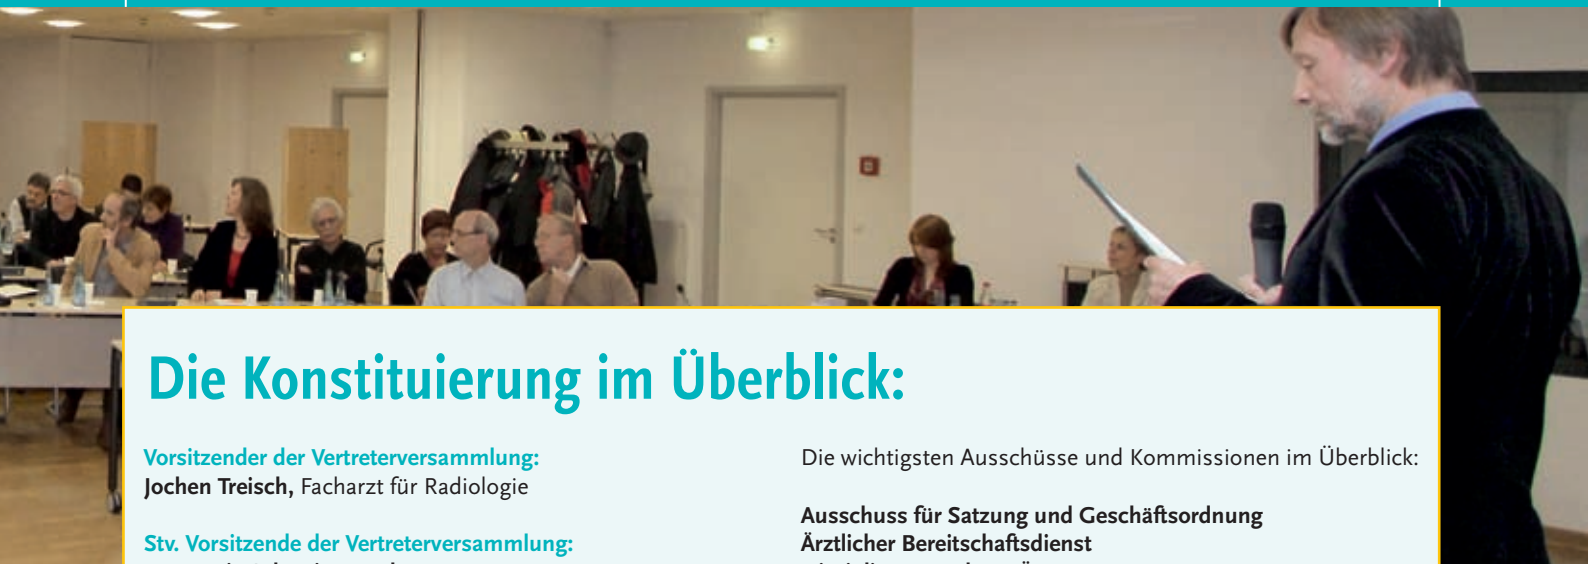 Die Konstituierung im Überblick:
Vorsitzender der Vertreterversammlung:
Jochen Treisch, Facharzt für Radiologie
Stv. Vorsitzende der Vertreterversammlung:
Die wichtigsten Ausschüsse und Kommissionen im Überblick:
Ausschuss für Satzung und Geschäftsordnung
Ärztlicher Bereitschaftsdienst